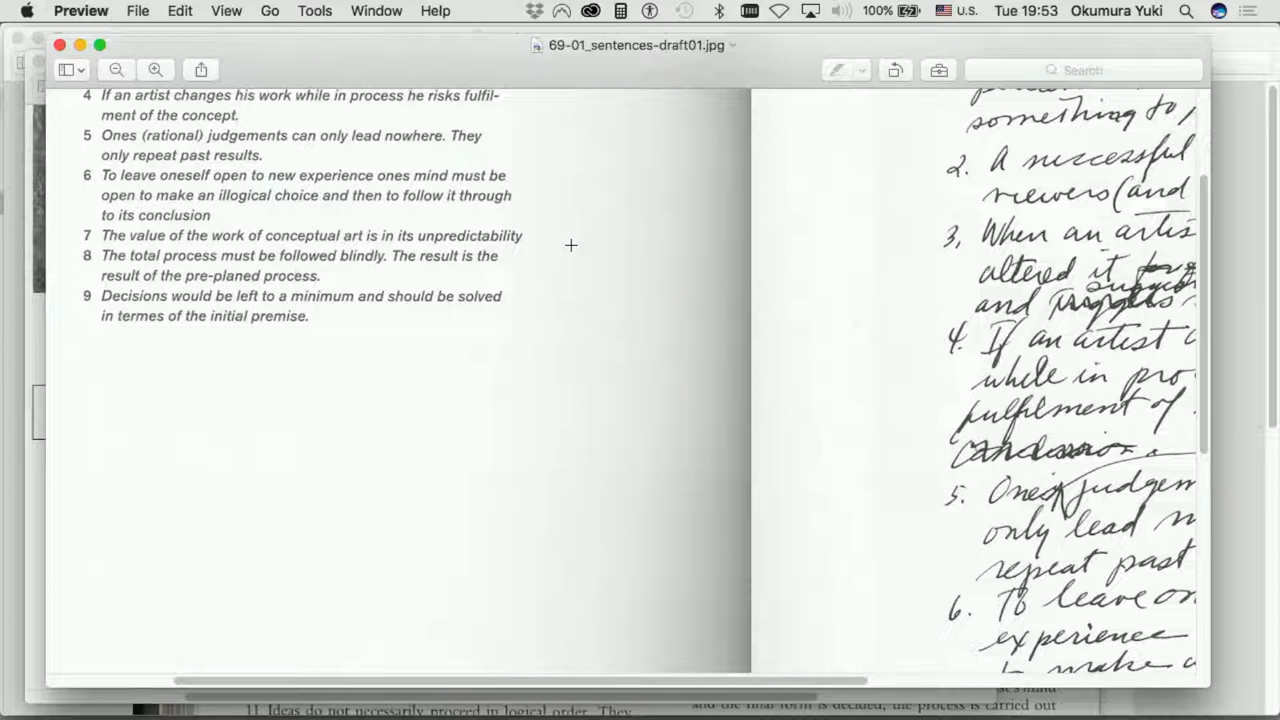 Preview File Edit View Go Tools Window Help 100% U.S. Tue 19:53 Okumura Yuki
69-01_sentences-draft01.jpg
Search
4 If an artist changes his work while in process he risks fulfil-
ment of the concept.
5 Ones (rational) judgements can only lead nowhere. They
only repeat past results.
6 To leave oneself open to new experience ones mind must be
open to make an illogical choice and then to follow it through
to its conclusion
7 The value of the work of conceptual art is in its unpredictability
8 The total process must be followed blindly. The result is the
result of the pre-planed process.
9 Decisions would be left to a minimum and should be solved
in termes of the initial premise.
something to
2. A successful
viewers (and
3, When an artis
altered it
and
4. If an artist
while in pro
fulfilment of
5. Ones judgem
only lead n
repeat past
6. To leave on
experience
to make
11 Ideas do not necessarily proceed in logical order. They
st's mind
and the final form is decided, the process is carried out